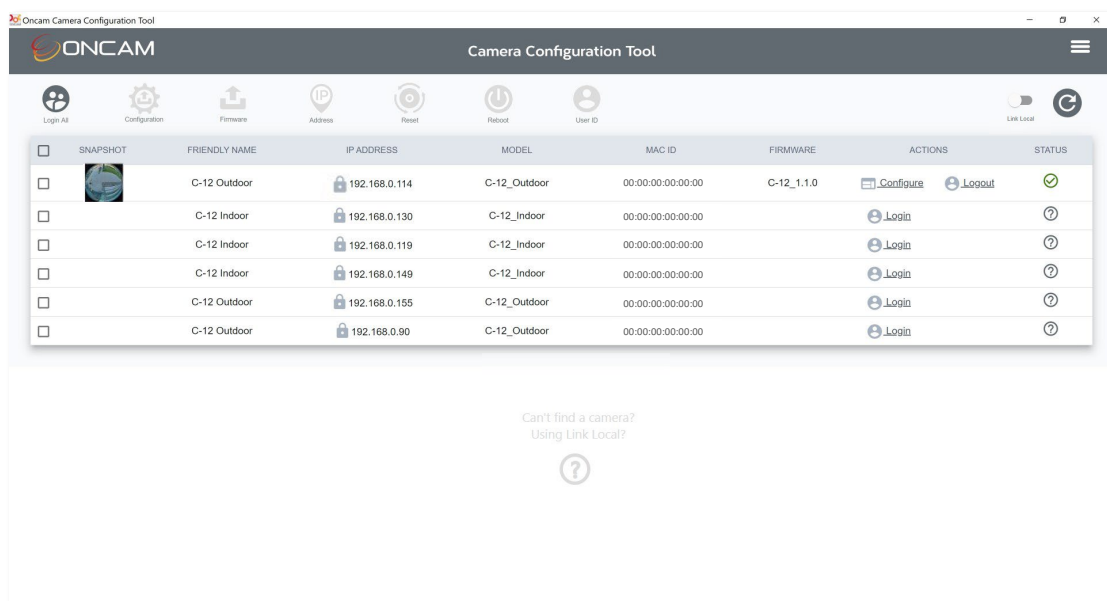 Oncam Camera Configuration Tool
ONCAM
Camera Configuration Tool
IP
Login All Configuration Firmware Address Reset Reboot User ID Link Local
SNAPSHOT FRIENDLY NAME IP ADDRESS MODEL MAC ID FIRMWARE ACTIONS STATUS
C-12 Outdoor 192.168.0.114 C-12_Outdoor 00:00:00:00:00:00 C-12_1.1.0 Configure Logout
C-12 Indoor 192.168.0.130 C-12_Indoor 00:00:00:00:00:00 Login ?
C-12 Indoor 192.168.0.119 C-12_Indoor 00:00:00:00:00:00 Login ?
C-12 Indoor 192.168.0.149 C-12_Indoor 00:00:00:00:00:00 Login ?
C-12 Outdoor 192.168.0.155 C-12_Outdoor 00:00:00:00:00:00 Login ?
C-12 Outdoor 192.168.0.90 C-12_Outdoor 00:00:00:00:00:00 Login ?
Can't find a camera?
Using Link Local?
?